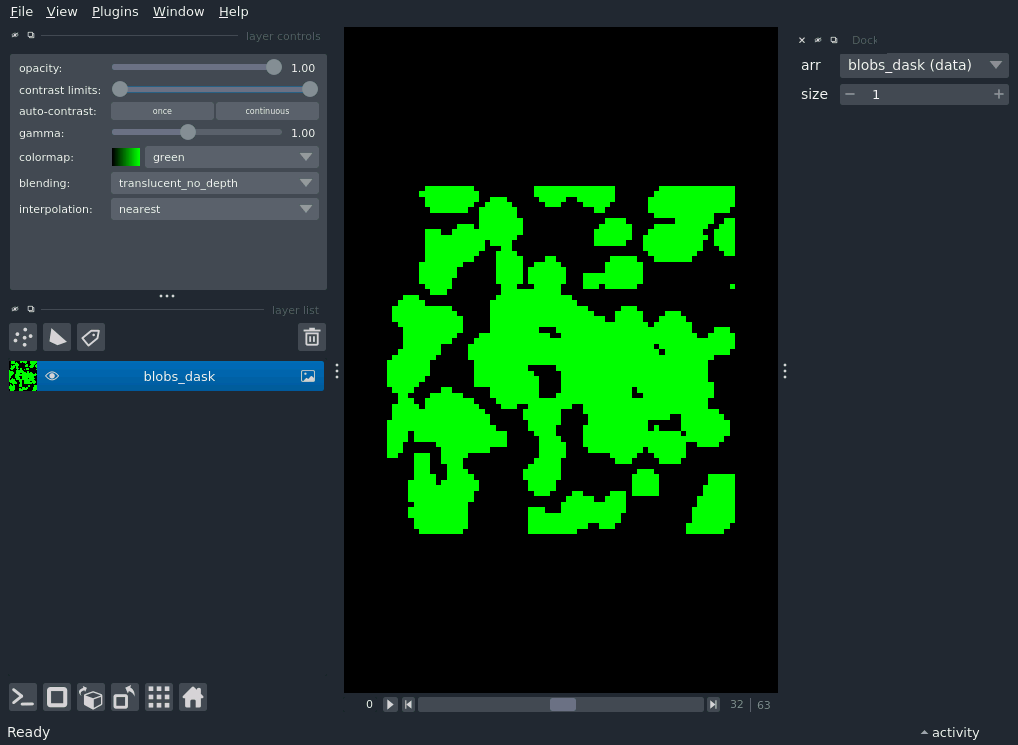 File View Plugins Window Help
layer controls
opacity: 1.00
contrast limits:
auto-contrast: once continuous
gamma: 1.00
colormap: green
blending: translucent_no_depth
interpolation: nearest
layer list
blobs_dask
Dock
arr blobs_dask (data)
size 1
0 32 63
Ready
activity